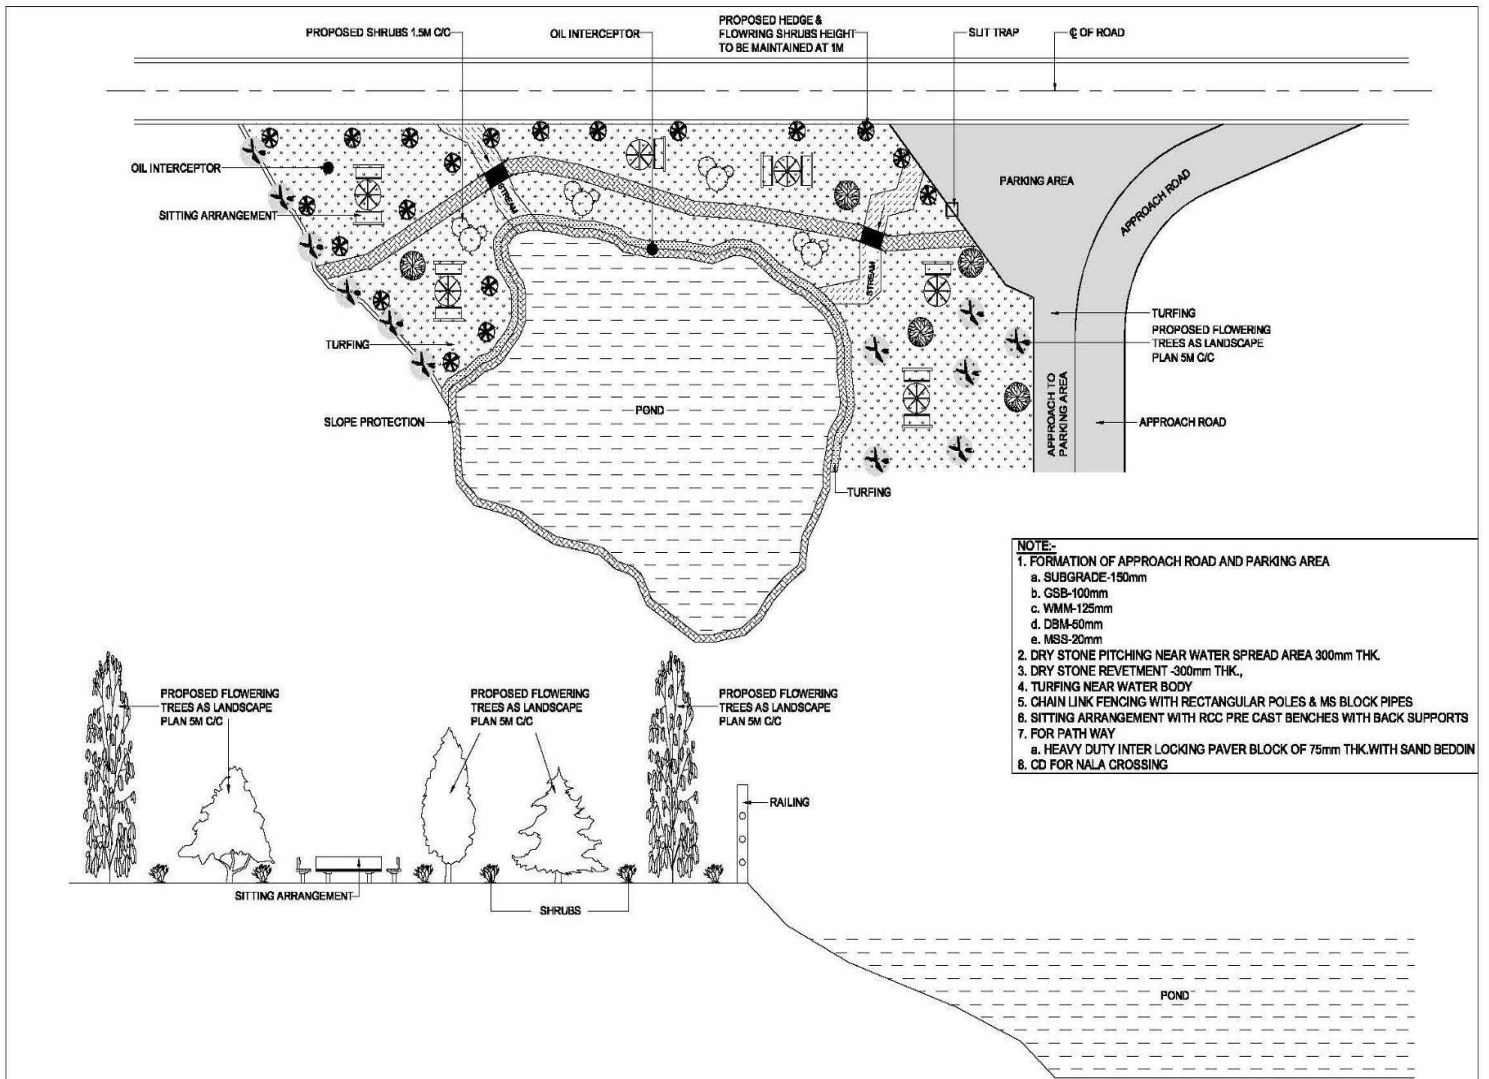 PROPOSED SHRUBS 1.5M C/C
OIL INTERCEPTOR
PROPOSED HEDGE &
FLOWRING SHRUBS HEIGHT
TO BE MAINTAINED AT 1M
SLIT TRAP
℄ OF ROAD
OIL INTERCEPTOR
SITTING ARRANGEMENT
STREAM
STREAM
PARKING AREA
APPROACH ROAD
TURFING
PROPOSED FLOWERING
TREES AS LANDSCAPE
PLAN 5M C/C
TURFING
SLOPE PROTECTION
POND
APPROACH TO
PARKING AREA
APPROACH ROAD
TURFING
NOTE:-
1. FORMATION OF APPROACH ROAD AND PARKING AREA
a. SUBGRADE-150mm
b. GSB-100mm
c. WMM-125mm
d. DBM-50mm
e. MSS-20mm
2. DRY STONE PITCHING NEAR WATER SPREAD AREA 300mm THK.
3. DRY STONE REVETMENT -300mm THK.,
4. TURFING NEAR WATER BODY
5. CHAIN LINK FENCING WITH RECTANGULAR POLES & MS BLOCK PIPES
6. SITTING ARRANGEMENT WITH RCC PRE CAST BENCHES WITH BACK SUPPORTS
7. FOR PATH WAY
a. HEAVY DUTY INTER LOCKING PAVER BLOCK OF 75mm THK.WITH SAND BEDDIN
8. CD FOR NALA CROSSING
PROPOSED FLOWERING
TREES AS LANDSCAPE
PLAN 5M C/C
PROPOSED FLOWERING
TREES AS LANDSCAPE
PLAN 5M C/C
PROPOSED FLOWERING
TREES AS LANDSCAPE
PLAN 5M C/C
RAILING
SITTING ARRANGEMENT
SHRUBS
POND